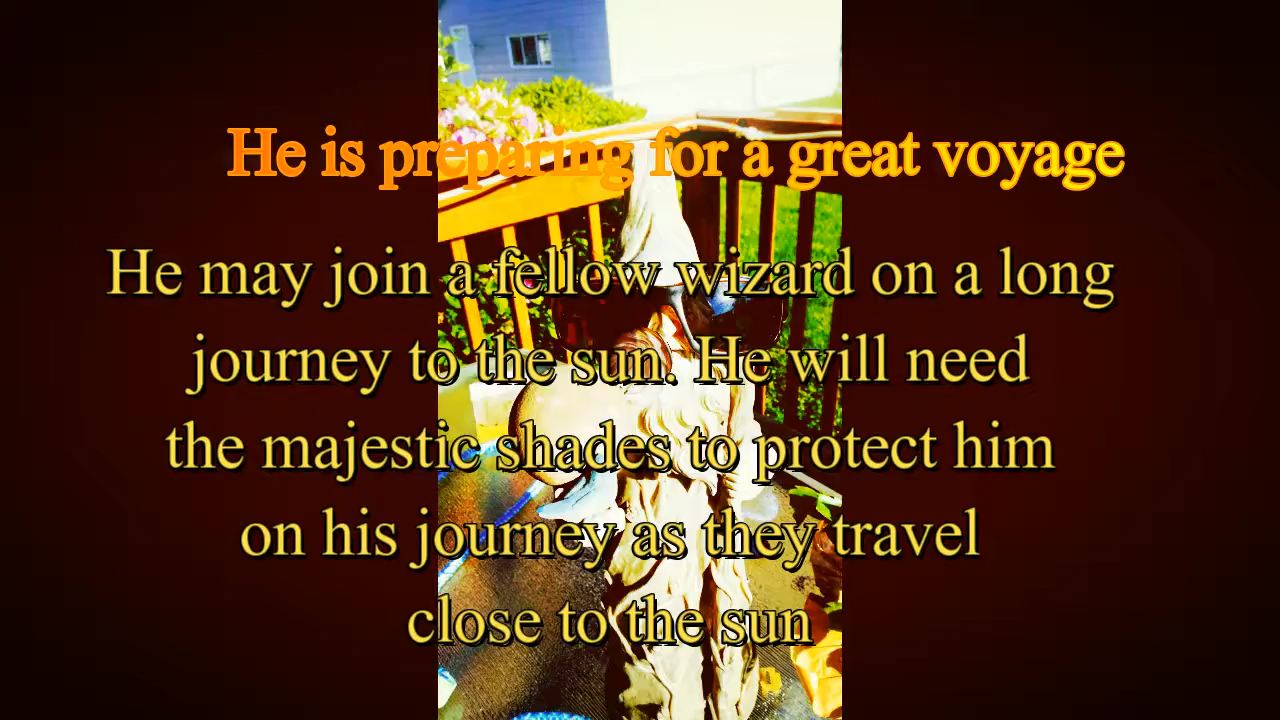 He is preparing for a great voyage
He may join a fellow wizard on a long
journey to the sun. He will need
the majestic shades to protect him
on his journey as they travel
close to the sun